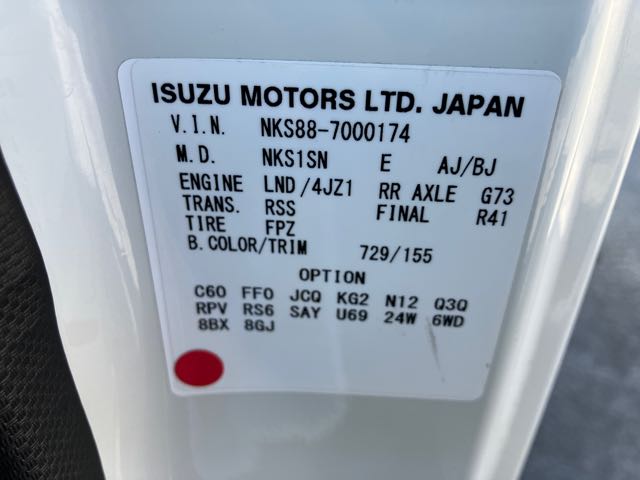 ISUZU MOTORS LTD. JAPAN
V.I.N. NKS88-7000174
M.D. NKS1SN E AJ/BJ
ENGINE LND/4JZ1 RR AXLE G73
TRANS. RSS FINAL R41
TIRE FPZ
B.COLOR/TRIM 729/155
OPTION
C60 FF0 JCQ KG2 N12 Q3Q
RPV RS6 SAY U69 24W 6WD
8BX 8GJ